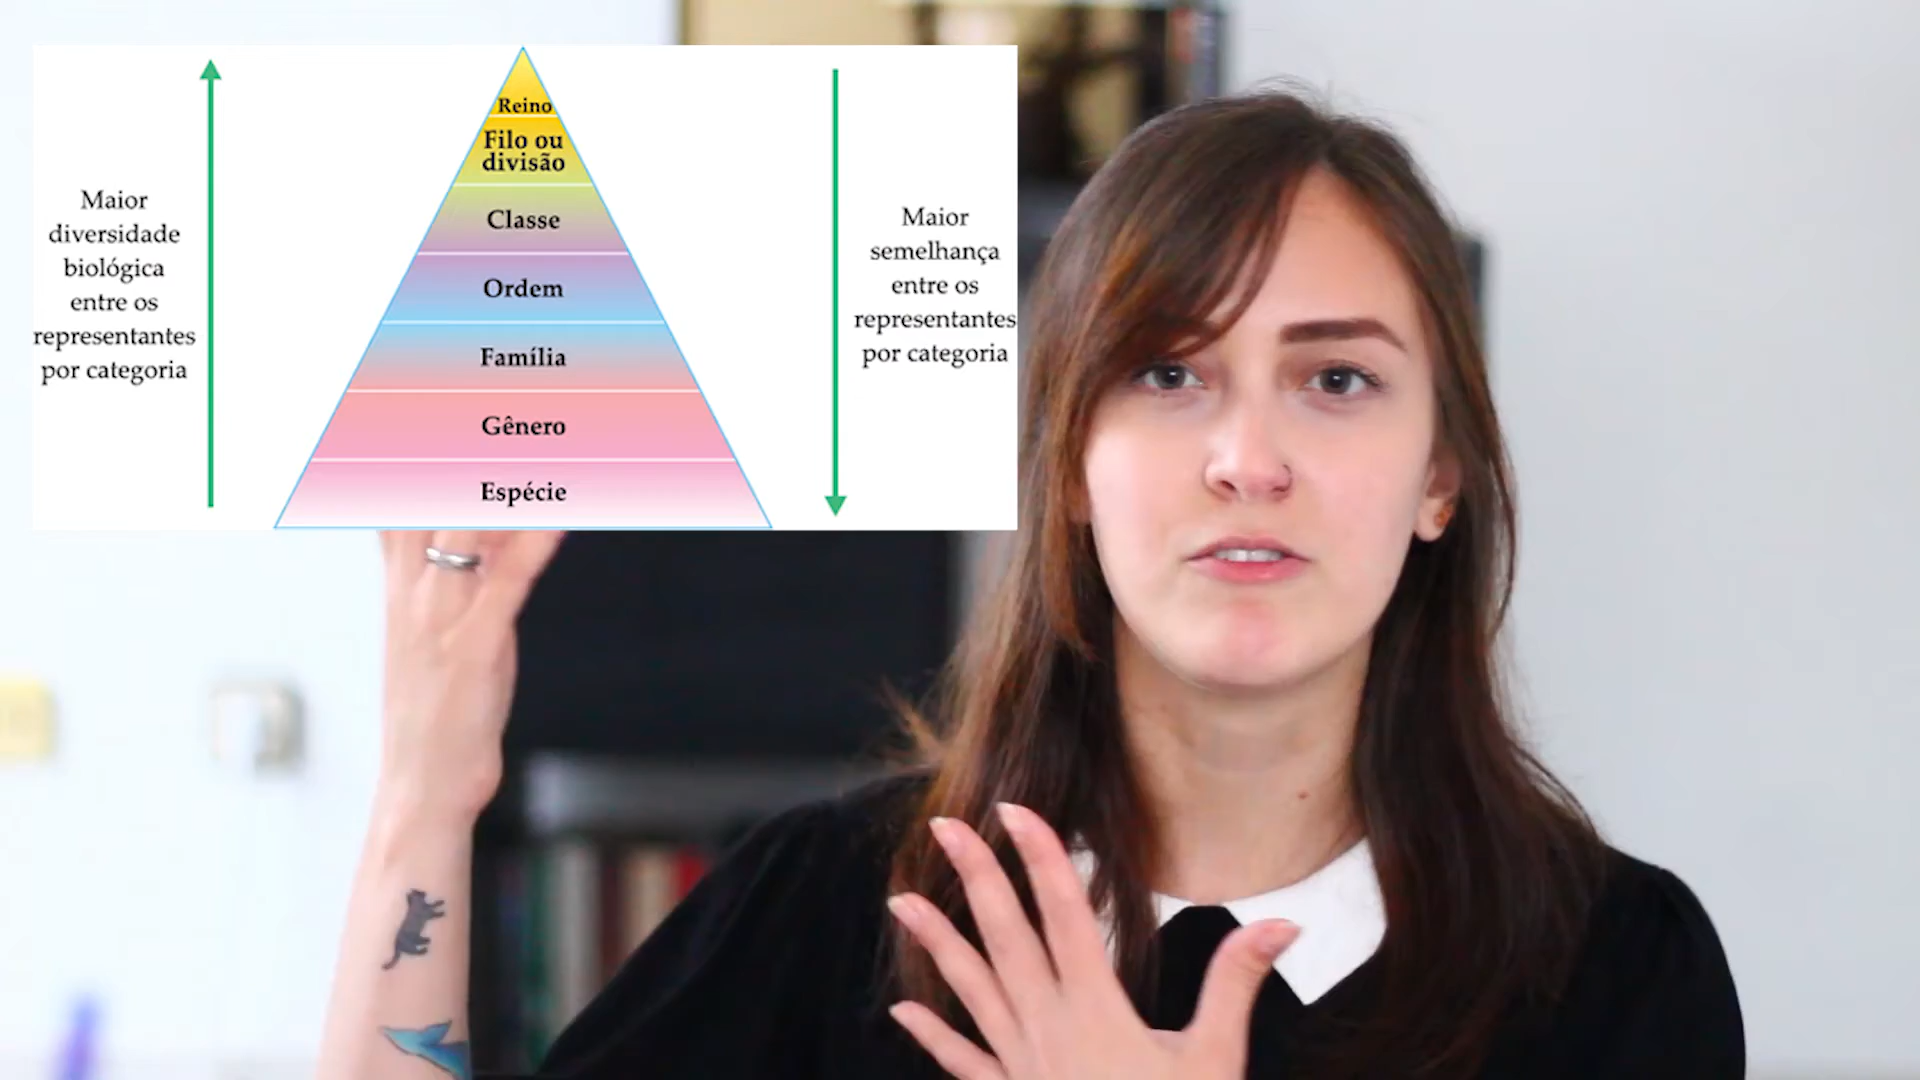 Maior
diversidade
biológica
entre os
representantes
por categoria
Reino
Filo ou
divisão
Classe
Ordem
Família
Gênero
Espécie
Maior
semelhança
entre os
representantes
por categoria